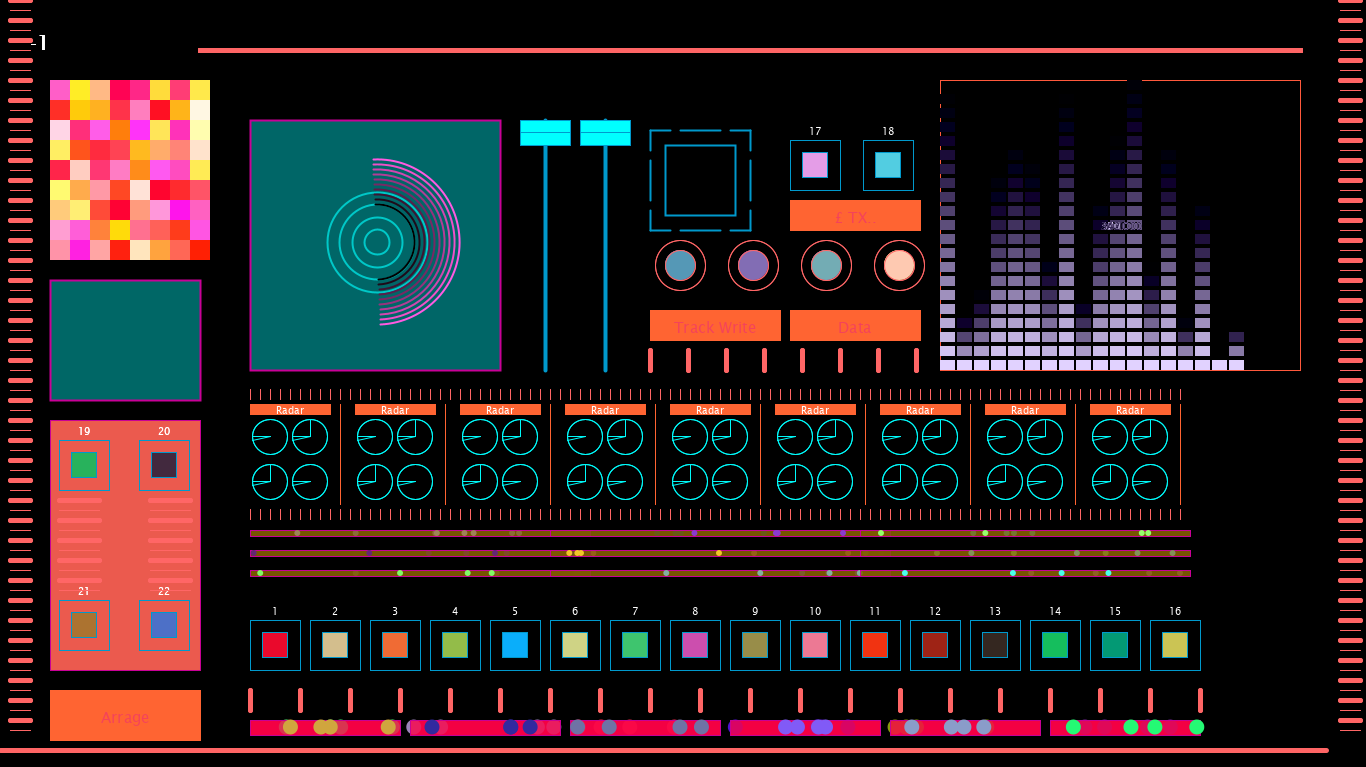 17 18
£ TX..
Track Write Data
Radar Radar Radar Radar Radar Radar Radar Radar Radar
19 20
21 22
1 2 3 4 5 6 7 8 9 10 11 12 13 14 15 16
Arrage